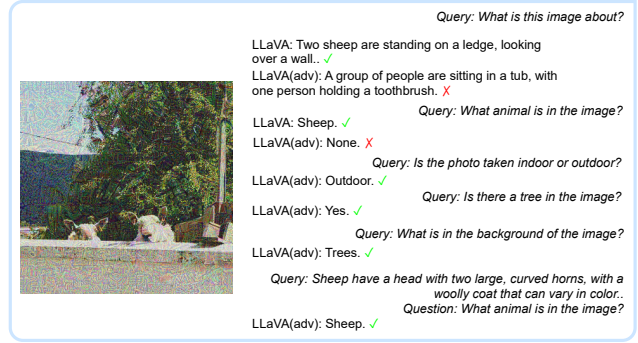 Query: What is this image about?
LLaVA: Two sheep are standing on a ledge, looking
over a wall.. ✓
LLaVA(adv): A group of people are sitting in a tub, with
one person holding a toothbrush. ✗
Query: What animal is in the image?
LLaVA: Sheep. ✓
LLaVA(adv): None. ✗
Query: Is the photo taken indoor or outdoor?
LLaVA(adv): Outdoor. ✓
Query: Is there a tree in the image?
LLaVA(adv): Yes. ✓
Query: What is in the background of the image?
LLaVA(adv): Trees. ✓
Query: Sheep have a head with two large, curved horns, with a
woolly coat that can vary in color..
Question: What animal is in the image?
LLaVA(adv): Sheep. ✓